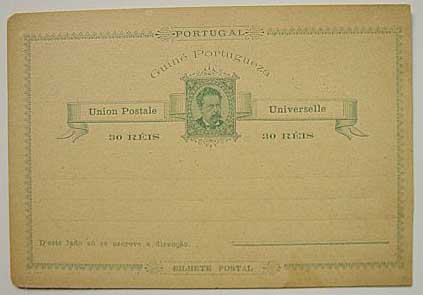 PORTUGAL
Guiné Portugueza
Union Postale Universelle
30 RÉIS 30 RÉIS
D'este lado só se escreve a direcção.
BILHETE POSTAL